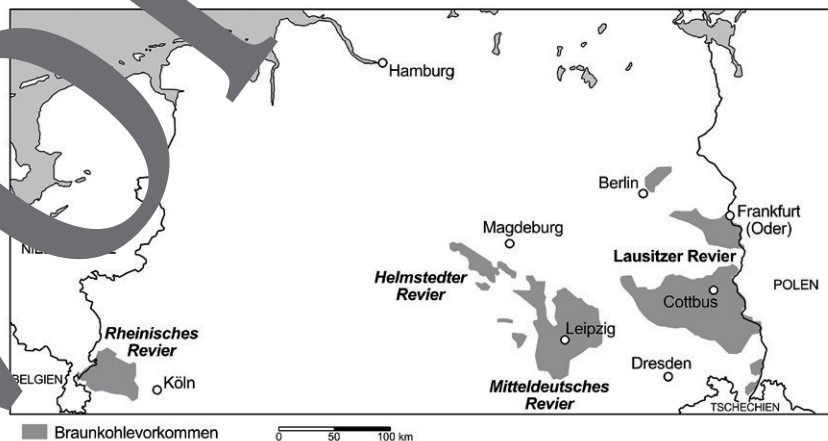 Hamburg
Berlin
Frankfurt
(Oder)
Magdeburg
Lausitzer Revier
Helmstedter
Revier
POLEN
Cottbus
Rheinisches
Revier
Leipzig
BELGIEN
Köln
Dresden
Mitteldeutsches
Revier
TSCHECHIEN
Braunkohlevorkommen
0 50 100 km